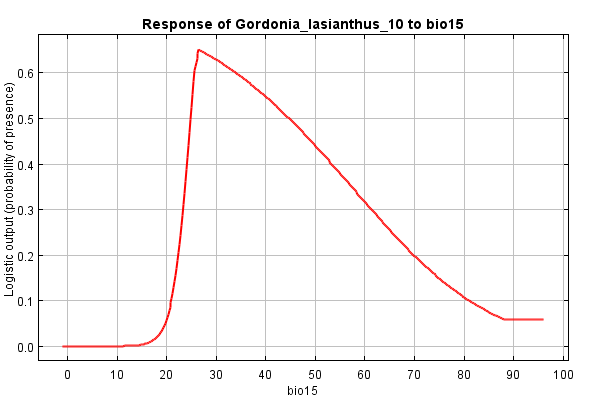 Response of Gordonia_lasianthus_10 to bio15
Logistic output (probability of presence)
0.6
0.5
0.4
0.3
0.2
0.1
0.0
0 10 20 30 40 50 60 70 80 90 100
bio15